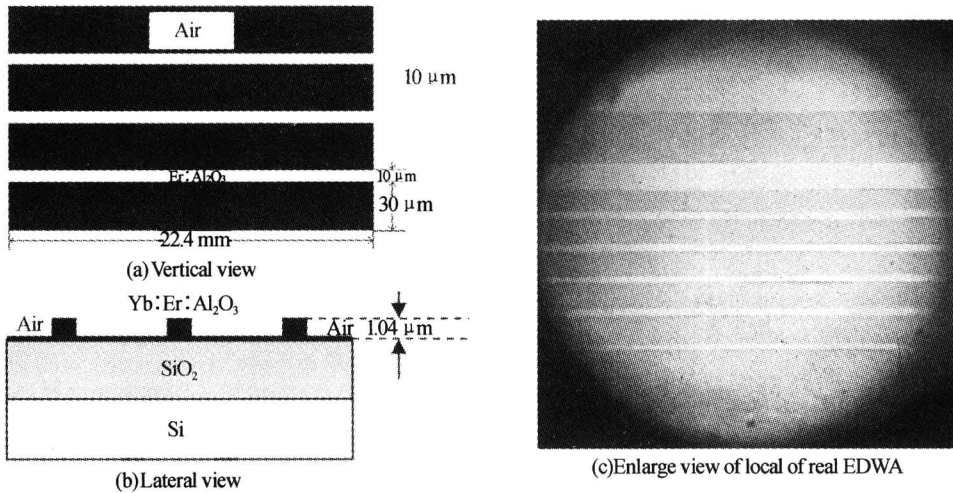 Air
10 μm
Er:Al₂O₃
10 μm
30 μm
22.4 mm
(a)Vertical view
Yb:Er:Al₂O₃
Air
Air
1.04 μm
SiO₂
Si
(b)Lateral view
(c)Enlarge view of local of real EDWA